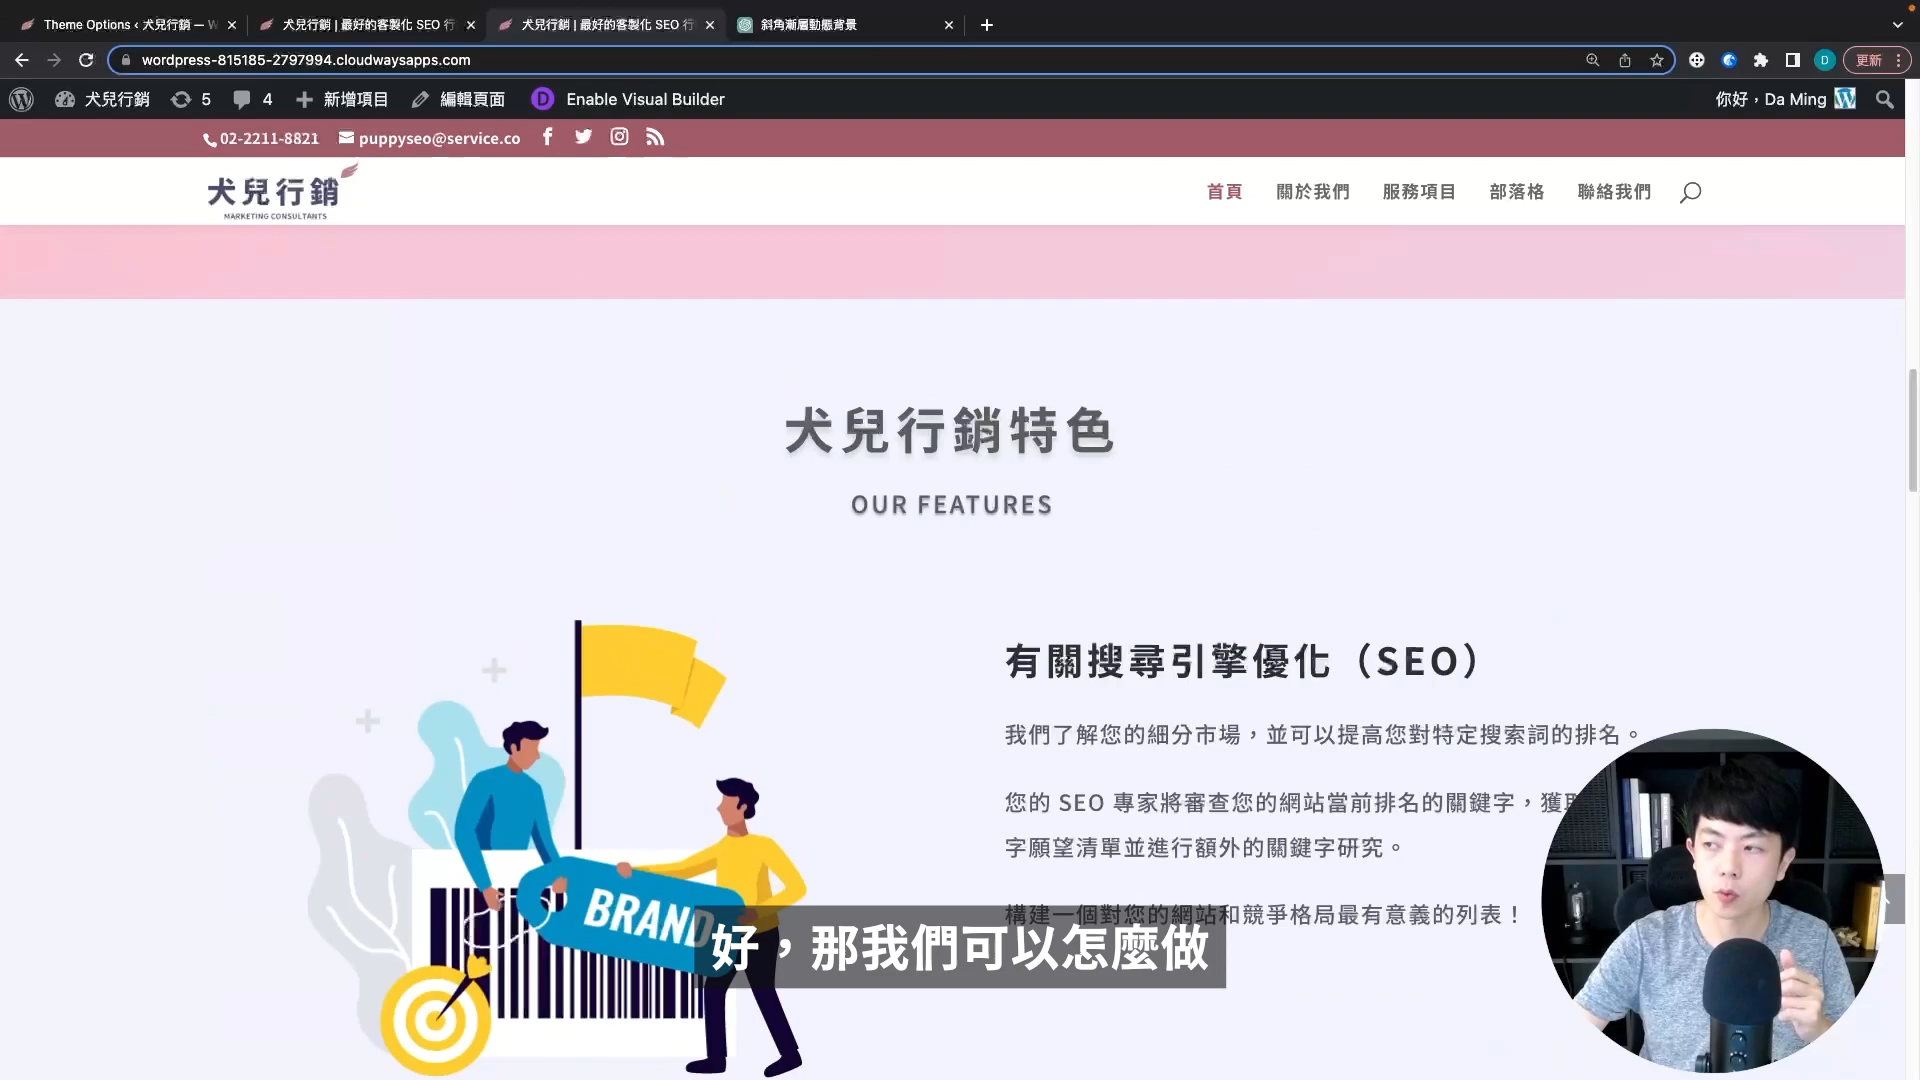 Theme Options ‹ 犬兒行銷 — W
犬兒行銷 | 最好的客製化 SEO 行
犬兒行銷 | 最好的客製化 SEO 行
斜角漸層動態背景
wordpress-815185-2797994.cloudwaysapps.com
D
更新
犬兒行銷
5
4
新增項目
編輯頁面
D
Enable Visual Builder
你好，Da Ming
02-2211-8821
puppyseo@service.co
犬兒行銷
MARKETING CONSULTANTS
首頁
關於我們
服務項目
部落格
聯絡我們
犬兒行銷特色
OUR FEATURES
有關搜尋引擎優化（SEO）
我們了解您的細分市場，並可以提高您對特定搜索詞的排名。
您的 SEO 專家將審查您的網站當前排名的關鍵字，獲取
字願望清單並進行額外的關鍵字研究。
構建一個對您的網站和競爭格局最有意義的列表！
BRAND
好，那我們可以怎麼做